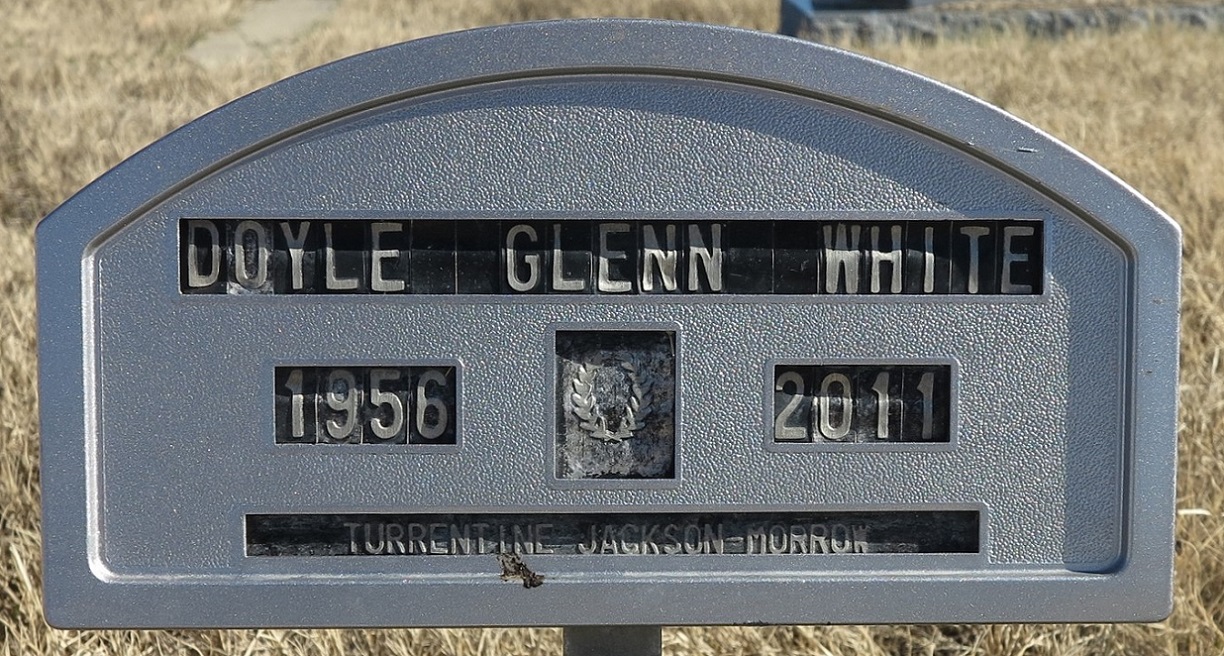 DOYLE GLENN WHITE
1956 2011
TURRENTINE JACKSON-MORROW